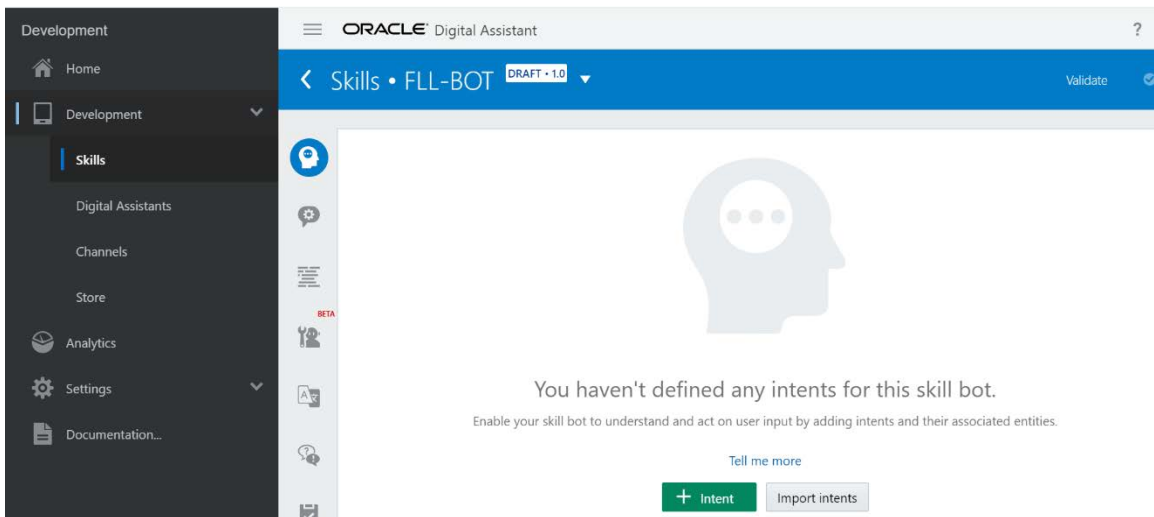 Development
Home
Development
Skills
Digital Assistants
Channels
Store
Analytics
Settings
Documentation...
ORACLE Digital Assistant
?
Skills • FLL-BOT DRAFT • 1.0
Validate
BETA
You haven't defined any intents for this skill bot.
Enable your skill bot to understand and act on user input by adding intents and their associated entities.
Tell me more
+ Intent
Import intents